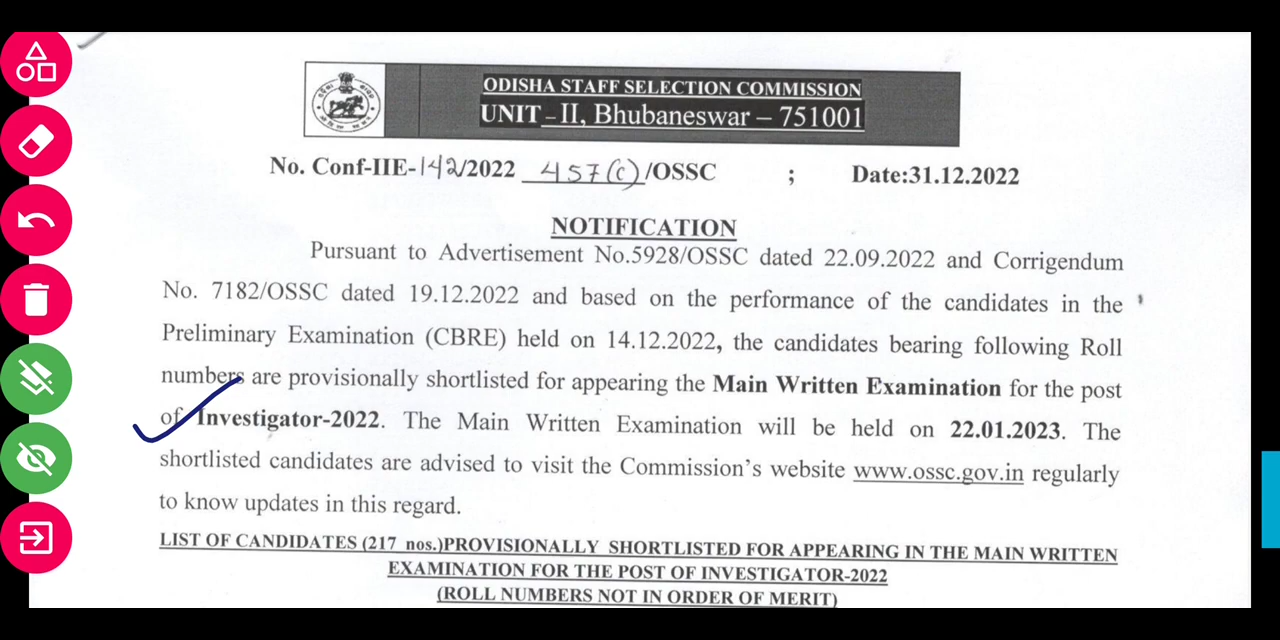 ODISHA STAFF SELECTION COMMISSION
UNIT – II, Bhubaneswar – 751001
No. Conf-IIE-142/2022 457(C)/OSSC ; Date:31.12.2022
NOTIFICATION
Pursuant to Advertisement No.5928/OSSC dated 22.09.2022 and Corrigendum
No. 7182/OSSC dated 19.12.2022 and based on the performance of the candidates in the
Preliminary Examination (CBRE) held on 14.12.2022, the candidates bearing following Roll
numbers are provisionally shortlisted for appearing the Main Written Examination for the post
of Investigator-2022. The Main Written Examination will be held on 22.01.2023. The
shortlisted candidates are advised to visit the Commission's website www.ossc.gov.in regularly
to know updates in this regard.
LIST OF CANDIDATES (217 nos.)PROVISIONALLY SHORTLISTED FOR APPEARING IN THE MAIN WRITTEN
EXAMINATION FOR THE POST OF INVESTIGATOR-2022
(ROLL NUMBERS NOT IN ORDER OF MERIT)